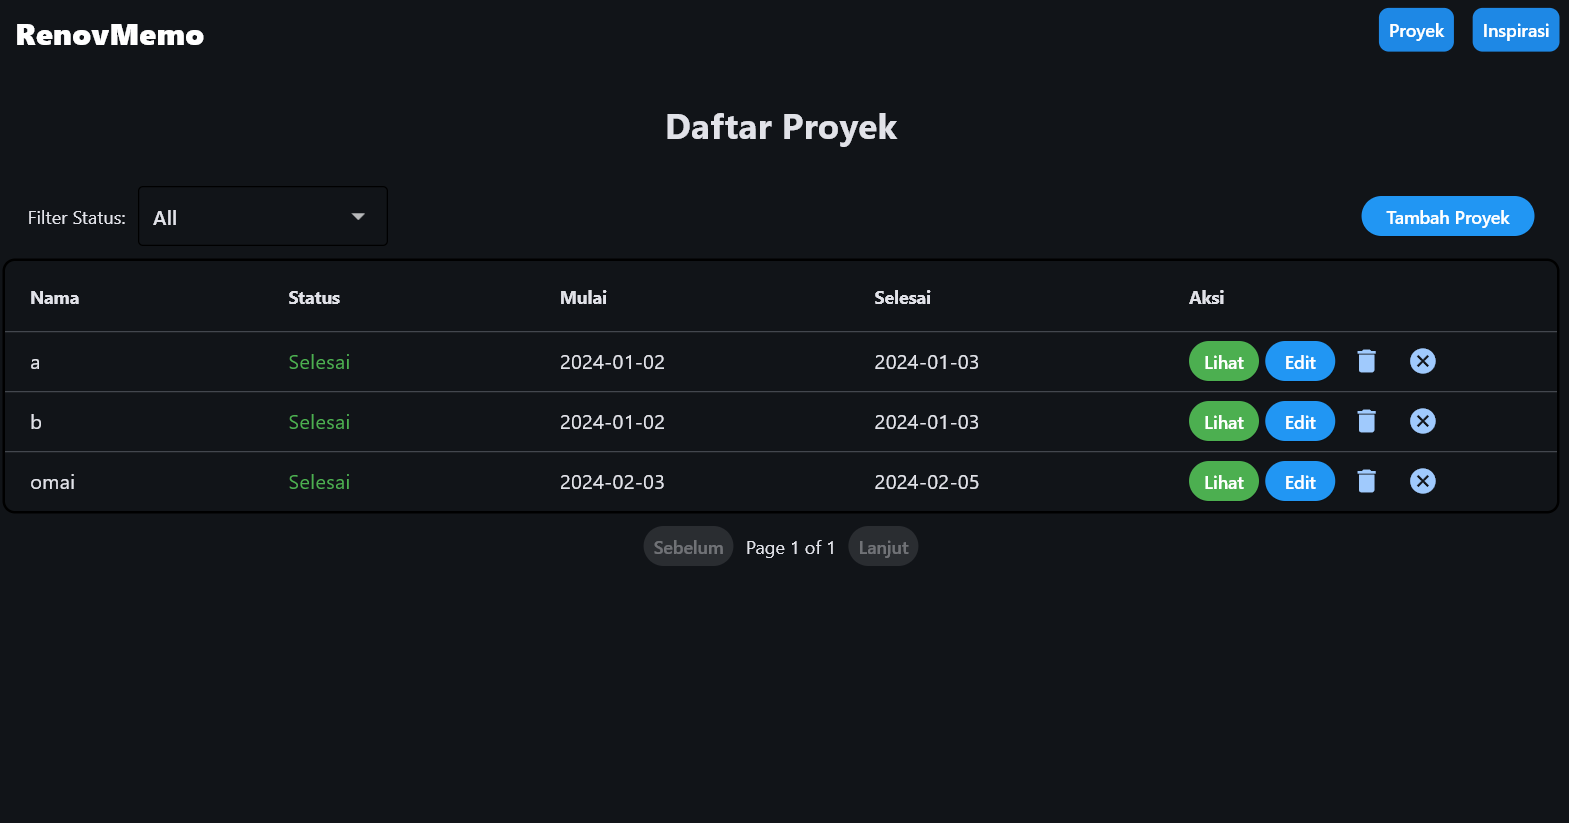 RenovMemo Proyek Inspirasi
Daftar Proyek
Filter Status: All Tambah Proyek
Nama Status Mulai Selesai Aksi
a Selesai 2024-01-02 2024-01-03 Lihat Edit
b Selesai 2024-01-02 2024-01-03 Lihat Edit
omai Selesai 2024-02-03 2024-02-05 Lihat Edit
Sebelum Page 1 of 1 Lanjut